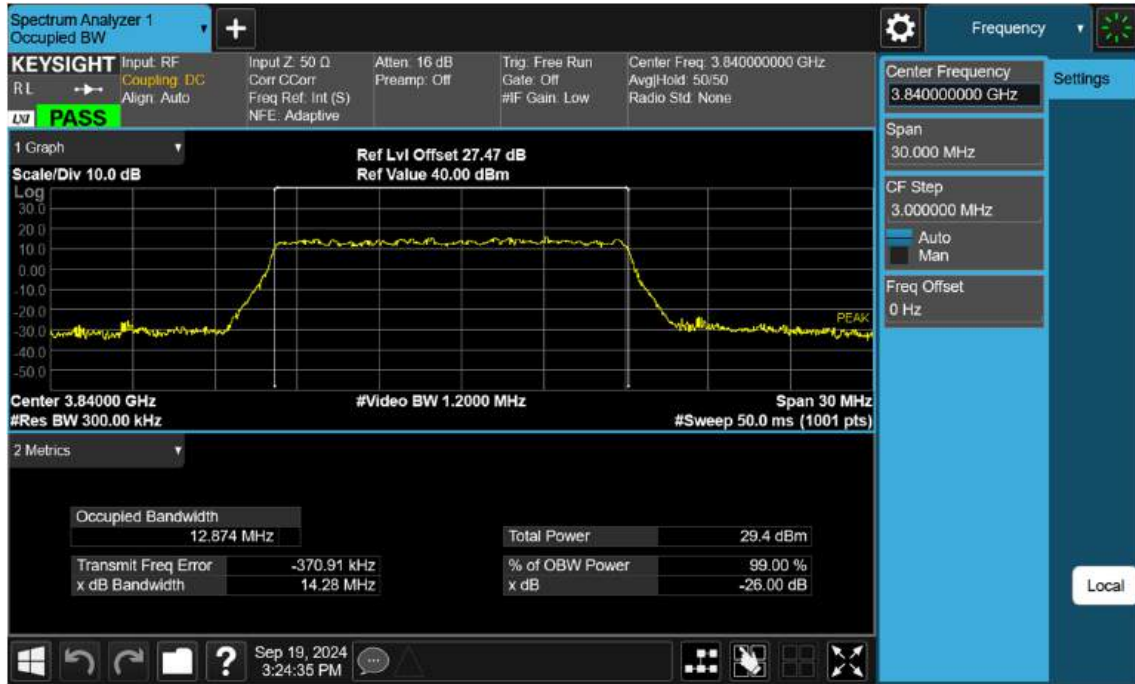 Spectrum Analyzer 1
Occupied BW
Frequency
KEYSIGHT
RL
LXI
PASS
Input: RF
Coupling: DC
Align: Auto
Input Z: 50 Ω
Corr CCorr
Freq Ref: Int (S)
NFE: Adaptive
Atten: 16 dB
Preamp: Off
Trig: Free Run
Gate: Off
#IF Gain: Low
Center Freq: 3.840000000 GHz
Avg|Hold: 50/50
Radio Std: None
1 Graph
Scale/Div 10.0 dB
Ref Lvl Offset 27.47 dB
Ref Value 40.00 dBm
Log
30.0
20.0
10.0
0.00
-10.0
-20.0
-30.0
-40.0
-50.0
PEAK
Center 3.84000 GHz
#Video BW 1.2000 MHz
Span 30 MHz
#Res BW 300.00 kHz
#Sweep 50.0 ms (1001 pts)
2 Metrics
Occupied Bandwidth
12.874 MHz
Total Power 29.4 dBm
Transmit Freq Error -370.91 kHz
% of OBW Power 99.00 %
x dB Bandwidth 14.28 MHz
x dB -26.00 dB
Center Frequency
3.840000000 GHz
Settings
Span
30.000 MHz
CF Step
3.000000 MHz
Auto
Man
Freq Offset
0 Hz
Local
?
Sep 19, 2024
3:24:35 PM